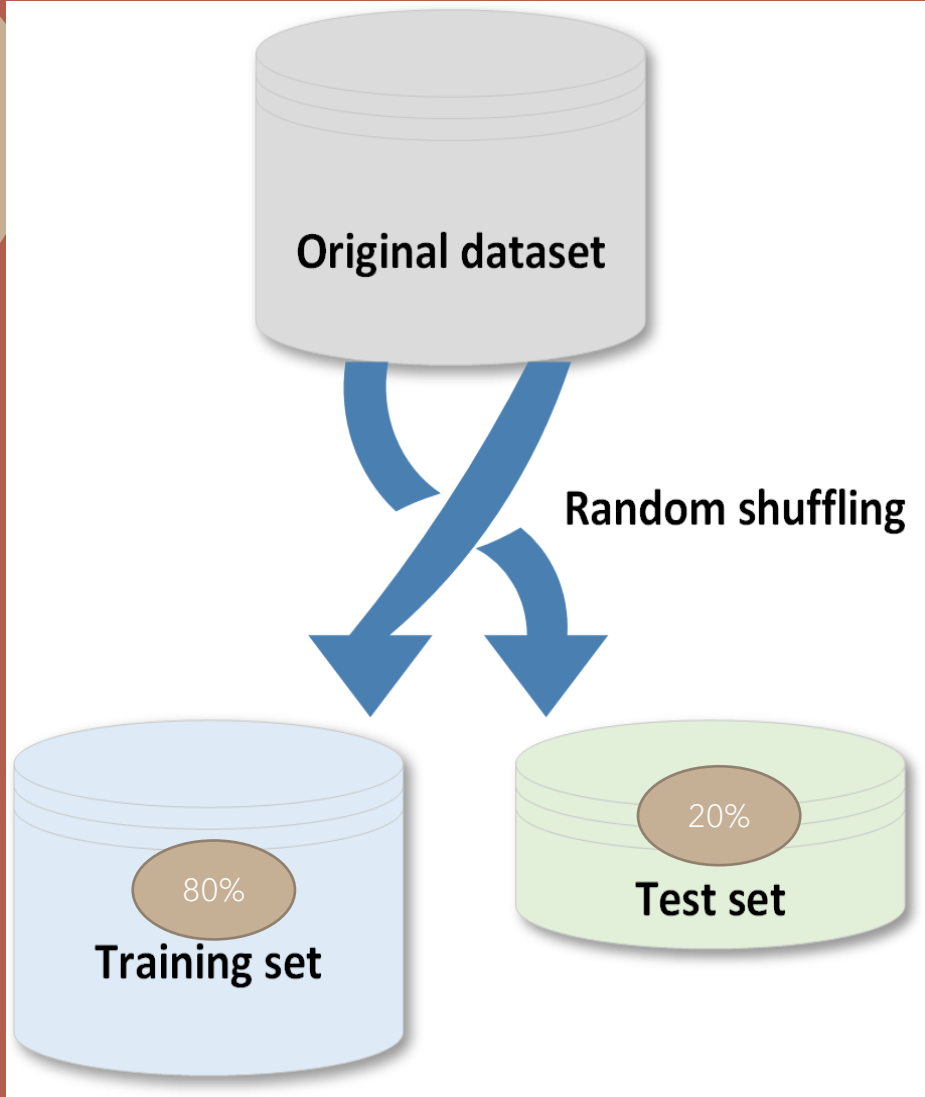 Original dataset
Random shuffling
80%
Training set
20%
Test set